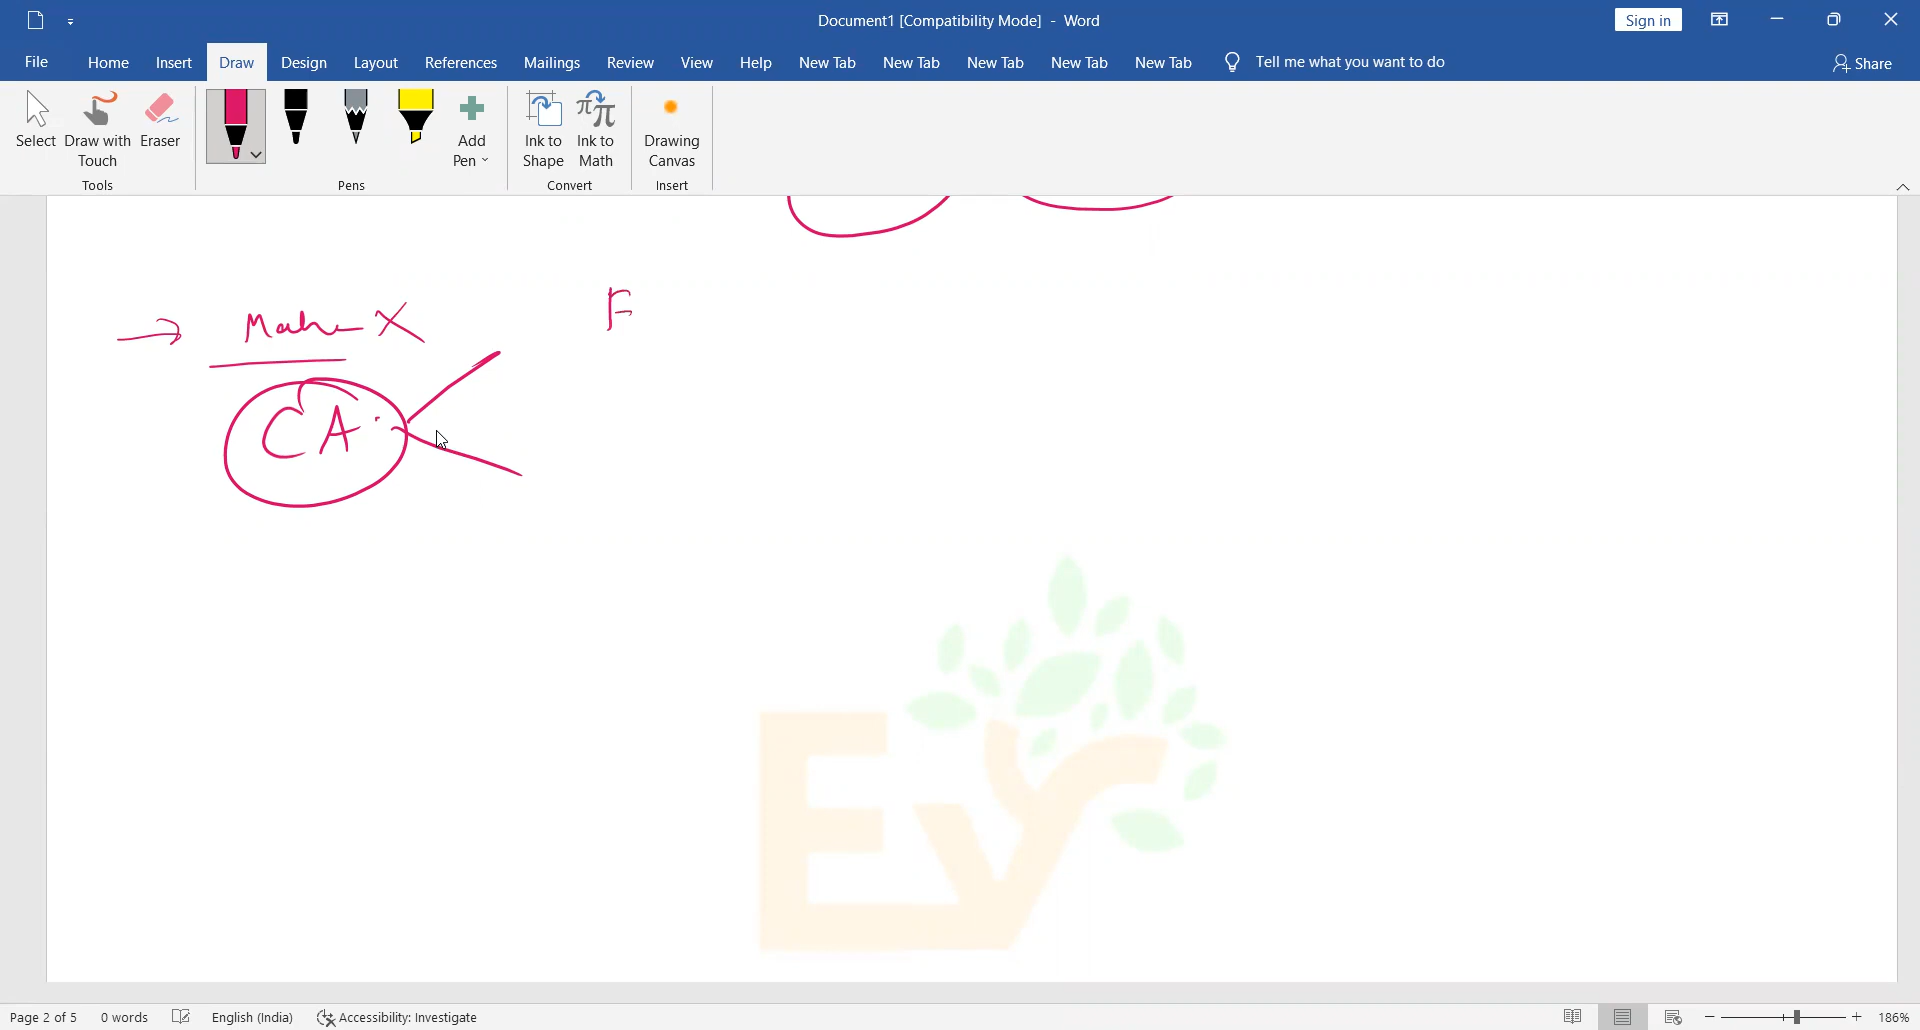 Document1 [Compatibility Mode] - Word
Sign in
File Home Insert Draw Design Layout References Mailings Review View Help New Tab New Tab New Tab New Tab New Tab Tell me what you want to do Share
Select Draw with Touch Eraser Add Pen Ink to Shape Ink to Math Drawing Canvas
Tools Pens Convert Insert
F
X
CA
Ey
Page 2 of 5 0 words English (India) Accessibility: Investigate 186%